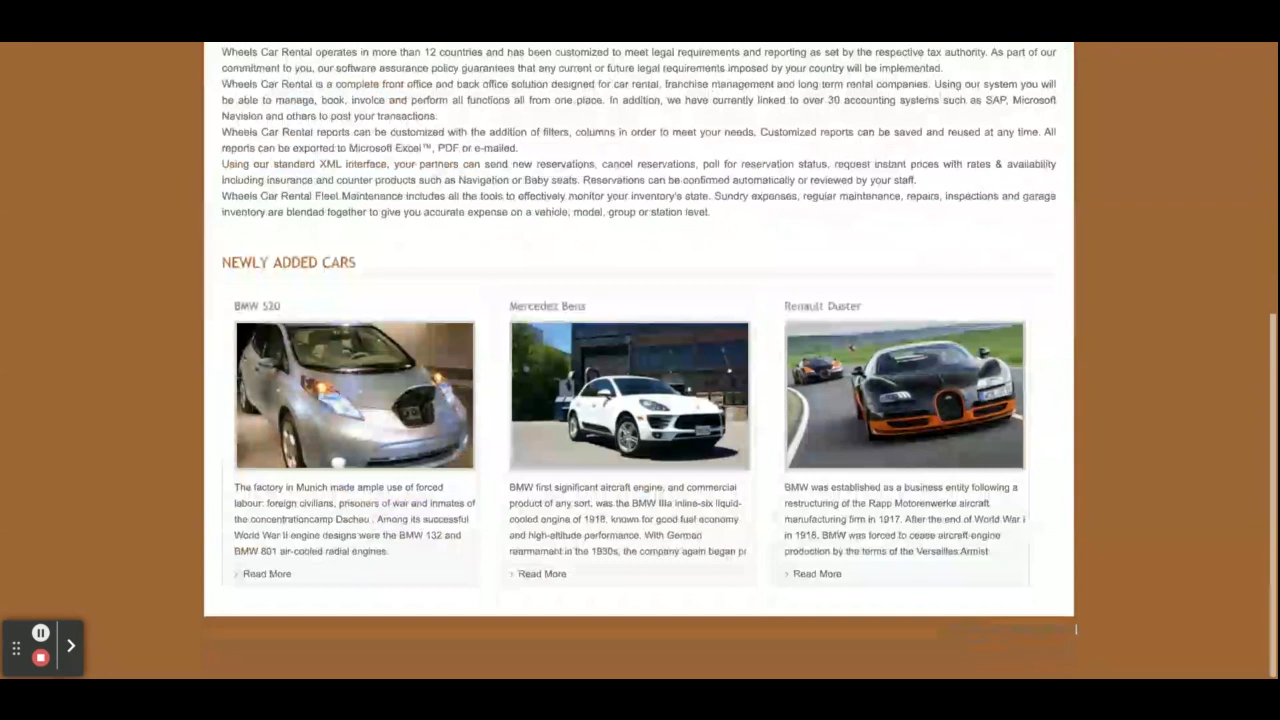 Wheels Car Rental operates in more than 12 countries and has been customized to meet legal requirements and reporting as set by the respective tax authority. As part of our
commitment to you, our software assurance policy guarantees that any current or future legal requirements imposed by your country will be implemented.
Wheels Car Rental is a complete front office and back office solution designed for car rental, franchise management and long term rental companies. Using our system you will
be able to manage, book, invoice and perform all functions all from one place. In addition, we have currently linked to over 30 accounting systems such as SAP, Microsoft
Navision and others to post your transactions.
Wheels Car Rental reports can be customized with the addition of filters, columns in order to meet your needs. Customized reports can be saved and reused at any time. All
reports can be exported to Microsoft Excel™, PDF or e-mailed.
Using our standard XML interface, your partners can send new reservations, cancel reservations, poll for reservation status, request instant prices with rates & availability
including insurance and counter products such as Navigation or Baby seats. Reservations can be confirmed automatically or reviewed by your staff.
Wheels Car Rental Fleet Maintenance includes all the tools to effectively monitor your inventory's state. Sundry expenses, regular maintenance, repairs, inspections and garage
inventory are blended together to give you accurate expense on a vehicle, model, group or station level.
NEWLY ADDED CARS
BMW 520
The factory in Munich made ample use of forced
labour: foreign civilians, prisoners of war and inmates of
the concentrationcamp Dachau . Among its successful
World War II engine designs were the BMW 132 and
BMW 801 air-cooled radial engines.
Read More
Mercedez Benz
BMW first significant aircraft engine, and commercial
product of any sort, was the BMW IIIa inline-six liquid-
cooled engine of 1918, known for good fuel economy
and high-altitude performance. With German
rearmament in the 1930s, the company again began pr
Read More
Renault Duster
BMW was established as a business entity following a
restructuring of the Rapp Motorenwerke aircraft
manufacturing firm in 1917. After the end of World War I
in 1918, BMW was forced to cease aircraft-engine
production by the terms of the Versailles Armist
Read More